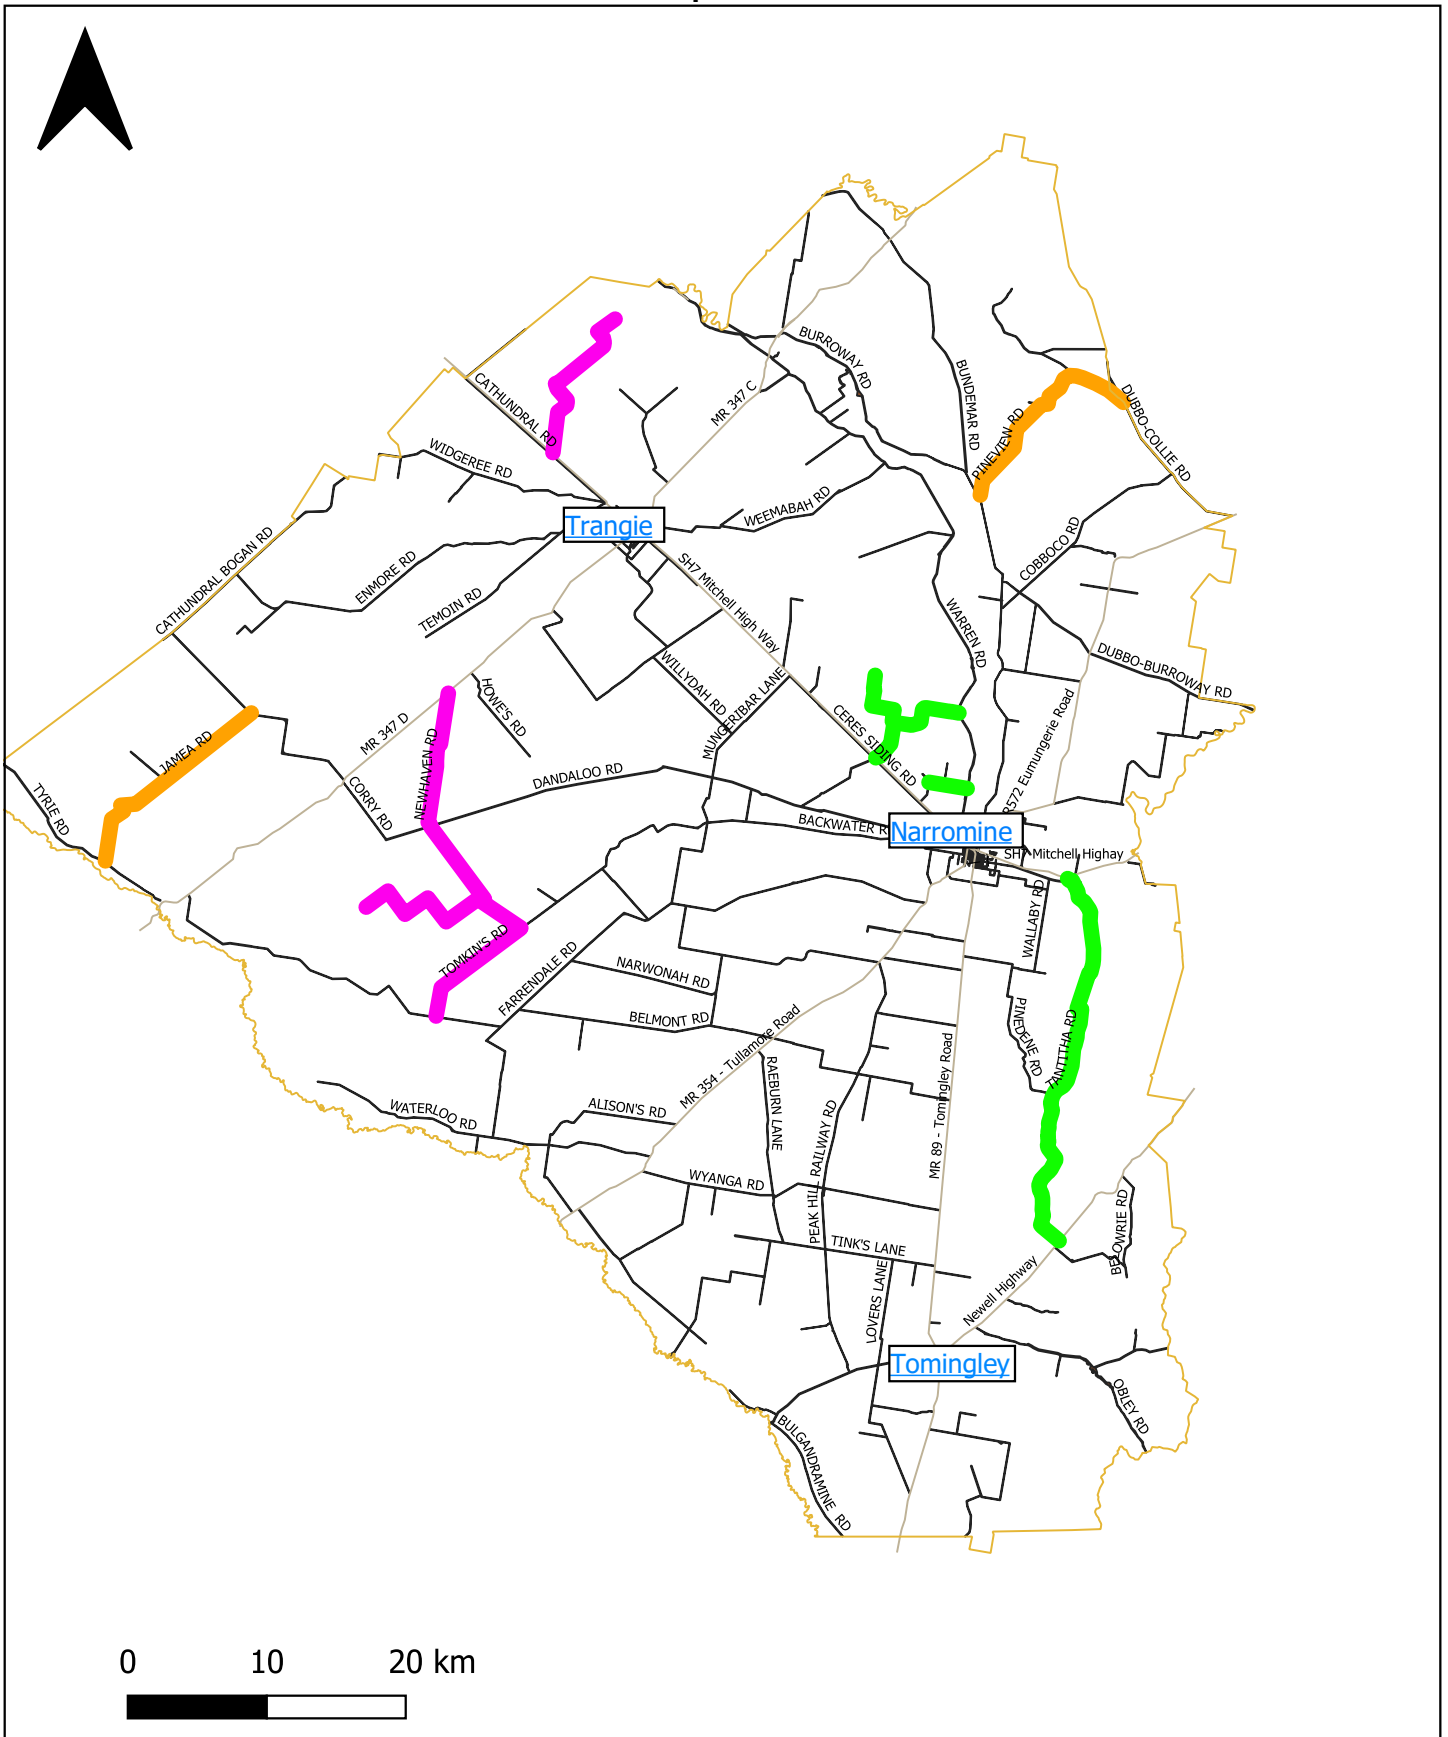 BURROWAY RD
BUNDEMAR RD
CATHUNDRAL RD
MR 347 C
DUBBO-COLLIE RD
PINEVIEW RD
WIDGEREE RD
WEEMABAH RD
Trangie
COBBOCO RD
CATHUNDRAL BOGAN RD
ENMORE RD
SH7 Mitchell High Way
TEMOIN RD
WARREN RD
DUBBO-BURROWAY RD
WILLYDAH RD
MUNGERIBAR LANE
HOWE'S RD
MR 347 D
CERES SIDING RD
R572 Eumungerie Road
JAMEA RD
NEWHAVEN RD
DANDALOO RD
CORRY RD
TYRIE RD
BACKWATER R
Narromine
SH7 Mitchell Highay
WALLABY RD
TOMKIN'S RD
FARRENDALE RD
NARWONAH RD
BELMONT RD
PINEDENE RD
TANTITHA RD
MR 354 - Tullamore Road
RAEBURN LANE
MR 89 - Tomingley Road
ALISON'S RD
WATERLOO RD
PEAK HILL RAILWAY RD
WYANGA RD
BELOWRIE RD
TINK'S LANE
LOVERS LANE
Newell Highway
Tomingley
OBLEY RD
BULGANDRAMINE RD
0 10 20 km